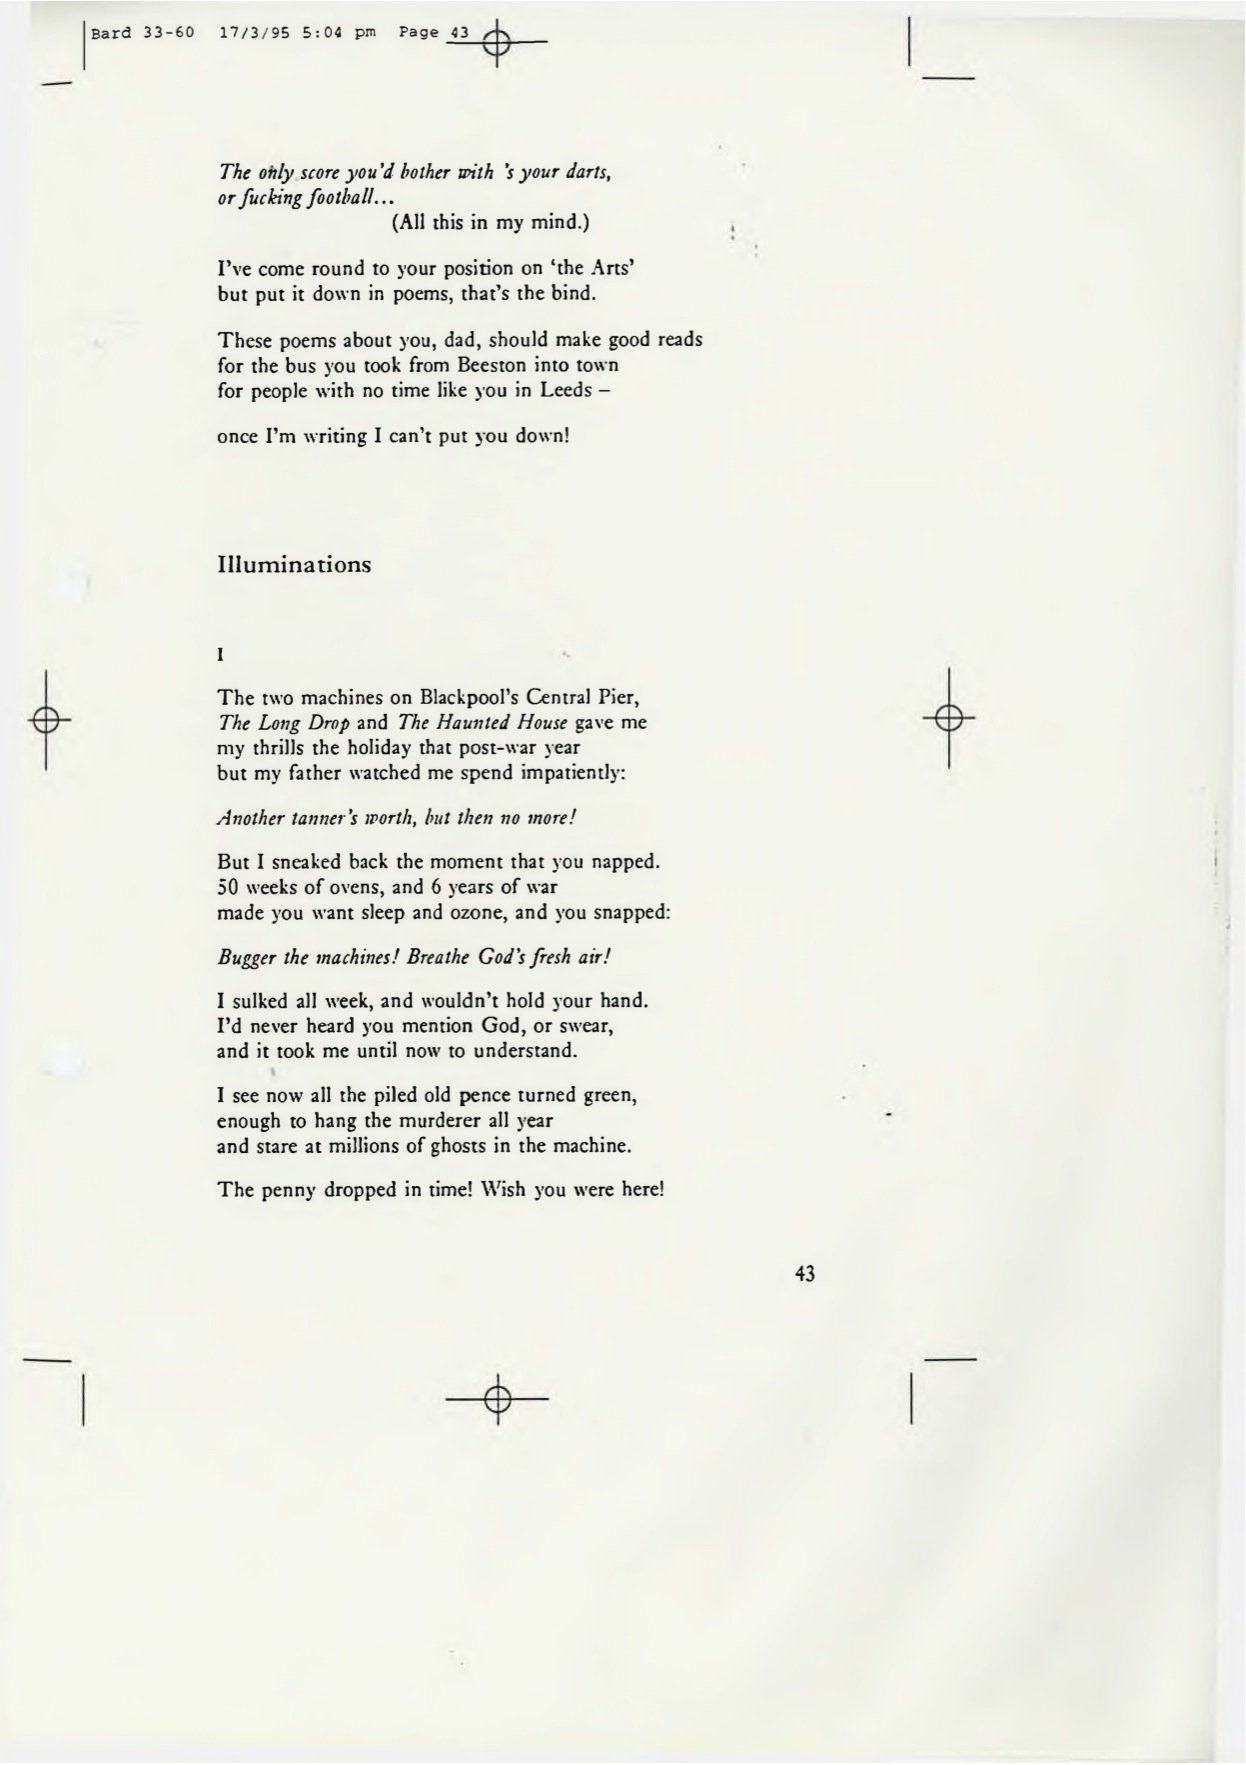 Bard 33-60 17/3/95 5:04 pm Page 43
The only score you'd bother with 's your darts,
or fucking football...
(All this in my mind.)
I've come round to your position on ‘the Arts’
but put it down in poems, that's the bind.
These poems about you, dad, should make good reads
for the bus you took from Beeston into town
for people with no time like you in Leeds –
once I'm writing I can't put you down!
Illuminations
I
The two machines on Blackpool's Central Pier,
The Long Drop and The Haunted House gave me
my thrills the holiday that post-war year
but my father watched me spend impatiently:
Another tanner's worth, but then no more!
But I sneaked back the moment that you napped.
50 weeks of ovens, and 6 years of war
made you want sleep and ozone, and you snapped:
Bugger the machines! Breathe God's fresh air!
I sulked all week, and wouldn't hold your hand.
I'd never heard you mention God, or swear,
and it took me until now to understand.
I see now all the piled old pence turned green,
enough to hang the murderer all year
and stare at millions of ghosts in the machine.
The penny dropped in time! Wish you were here!
43